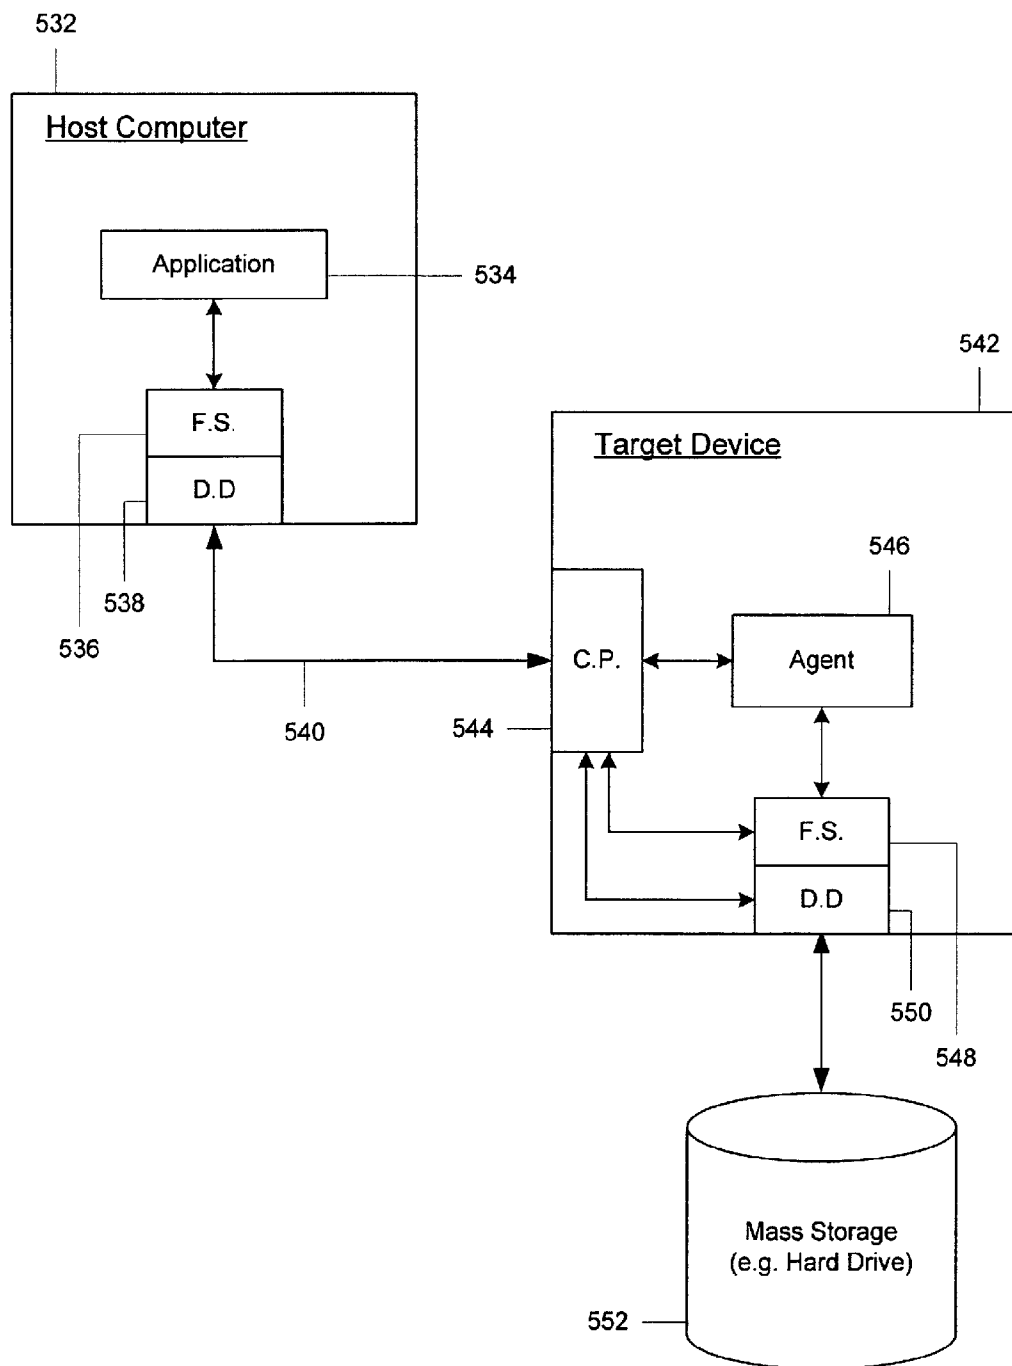 532
Host Computer
Application
534
542
F.S.
Target Device
D.D
546
538
536
C.P.
Agent
540
544
F.S.
D.D
550
548
Mass Storage
(e.g. Hard Drive)
552